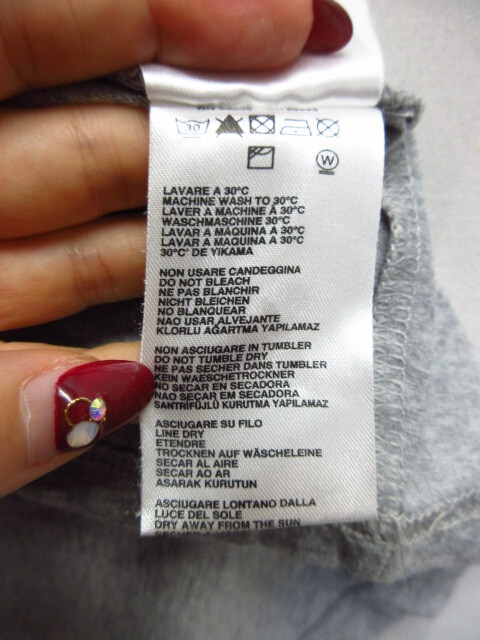 30
W
LAVARE A 30°C
MACHINE WASH TO 30°C
LAVER A MACHINE À 30°C
WASCHMASCHINE 30°C
LAVAR A MÁQUINA A 30°C
LAVAR A MAQUINA A 30°C
30°C' DE YIKAMA
NON USARE CANDEGGINA
DO NOT BLEACH
NE PAS BLANCHIR
NICHT BLEICHEN
NO BLANQUEAR
NAO USAR ALVEJANTE
KLORLU AĞARTMA YAPILAMAZ
NON ASCIUGARE IN TUMBLER
DO NOT TUMBLE DRY
NE PAS SECHER DANS TUMBLER
KEIN WAESCHETROCKNER
NO SECAR EN SECADORA
NAO SECAR EM SECADORA
SANTRİFÜJLÜ KURUTMA YAPILAMAZ
ASCIUGARE SU FILO
LINE DRY
ETENDRE
TROCKNEN AUF WÄSCHELEINE
SECAR AL AIRE
SECAR AO AR
ASARAK KURUTUN
ASCIUGARE LONTANO DALLA
LUCE DEL SOLE
DRY AWAY FROM THE SUN